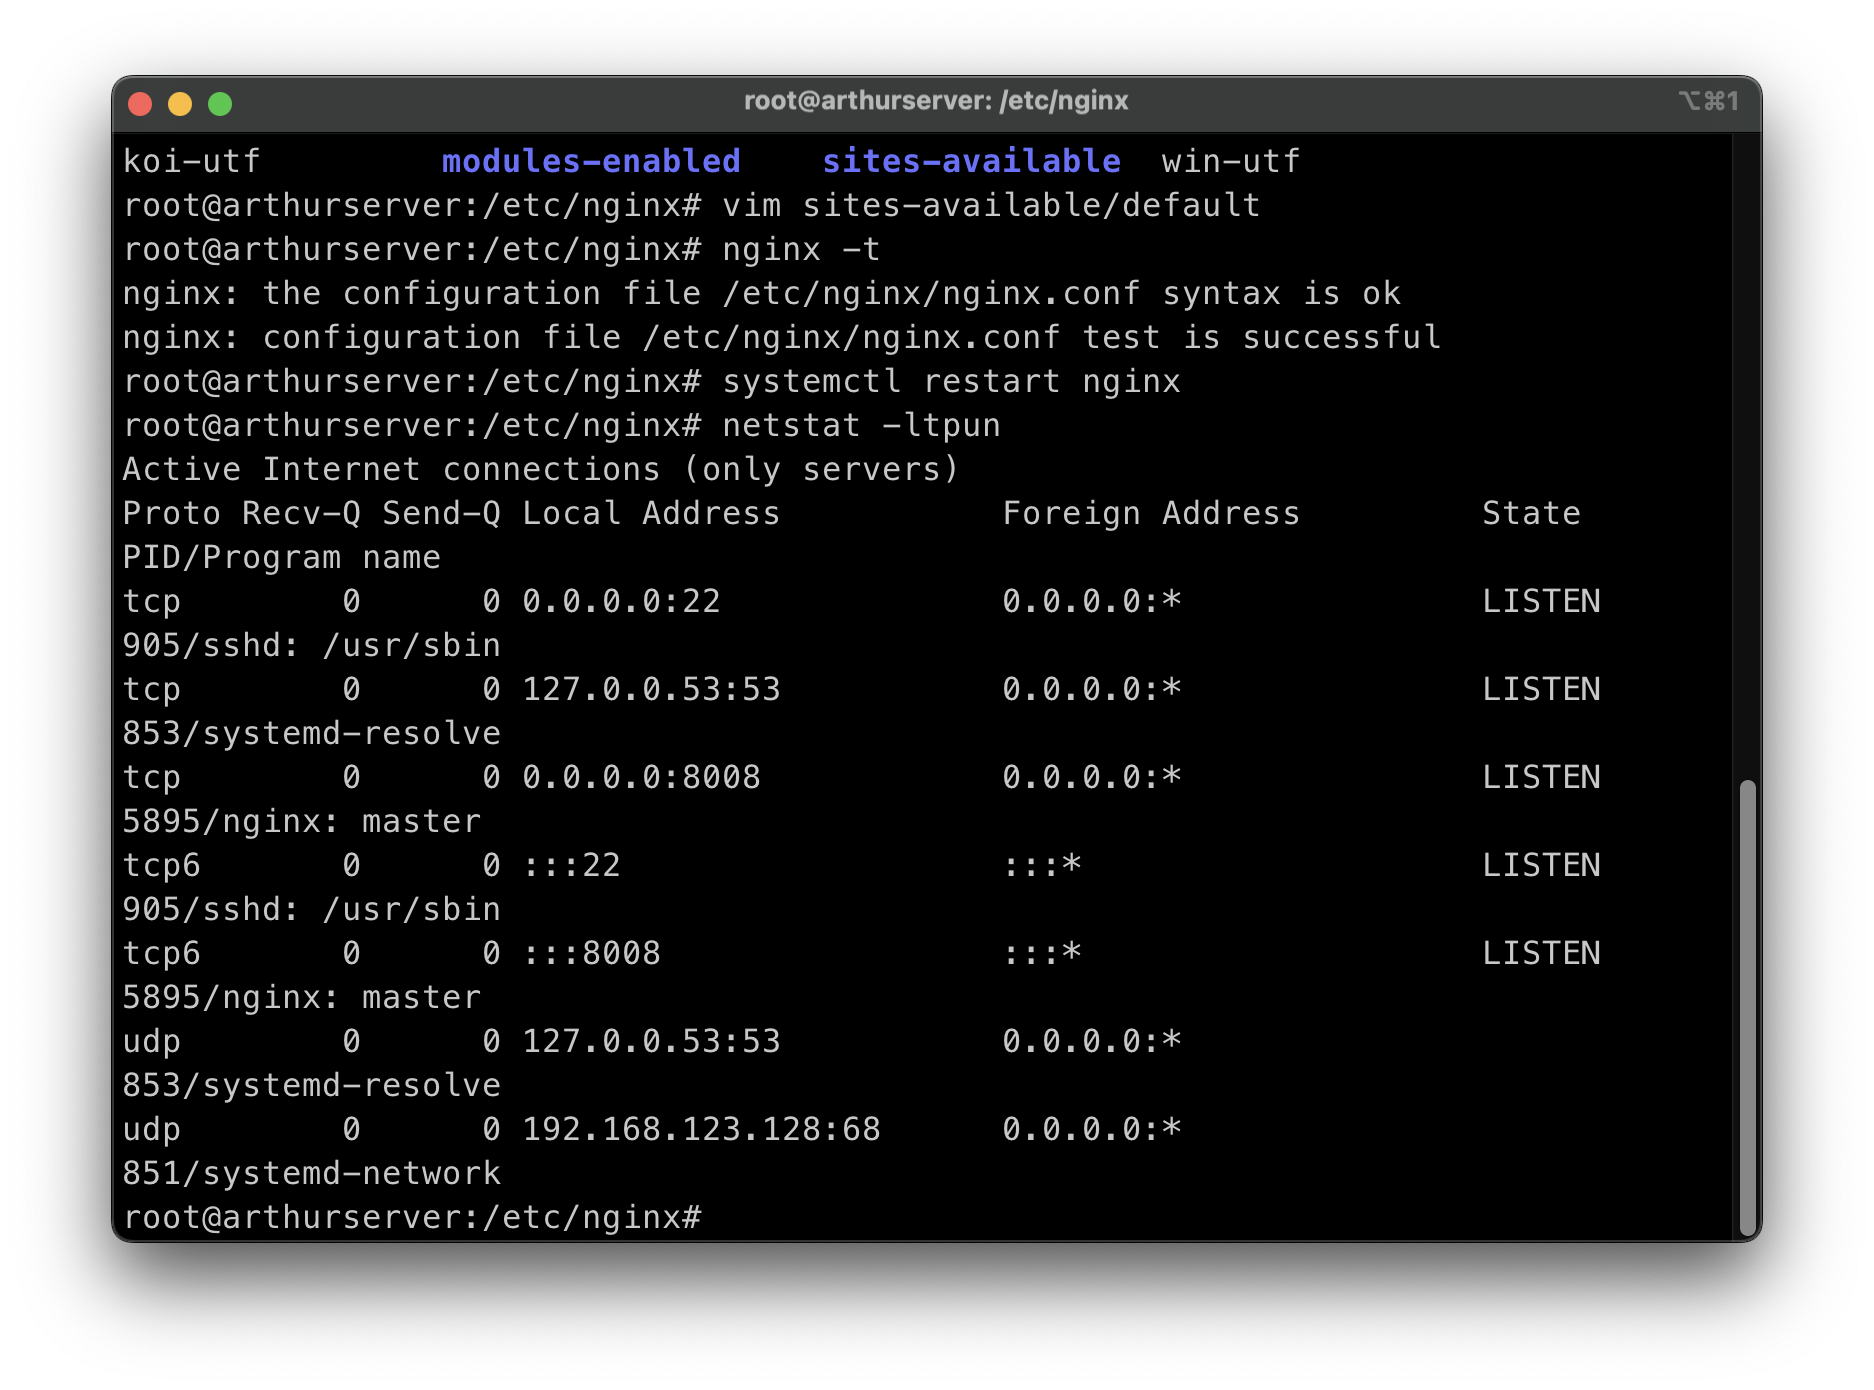 root@arthurserver: /etc/nginx
⌥⌘1
koi-utf modules-enabled sites-available win-utf
root@arthurserver:/etc/nginx# vim sites-available/default
root@arthurserver:/etc/nginx# nginx -t
nginx: the configuration file /etc/nginx/nginx.conf syntax is ok
nginx: configuration file /etc/nginx/nginx.conf test is successful
root@arthurserver:/etc/nginx# systemctl restart nginx
root@arthurserver:/etc/nginx# netstat -ltpun
Active Internet connections (only servers)
Proto Recv-Q Send-Q Local Address Foreign Address State
PID/Program name
tcp 0 0 0.0.0.0:22 0.0.0.0:* LISTEN
905/sshd: /usr/sbin
tcp 0 0 127.0.0.53:53 0.0.0.0:* LISTEN
853/systemd-resolve
tcp 0 0 0.0.0.0:8008 0.0.0.0:* LISTEN
5895/nginx: master
tcp6 0 0 :::22 :::* LISTEN
905/sshd: /usr/sbin
tcp6 0 0 :::8008 :::* LISTEN
5895/nginx: master
udp 0 0 127.0.0.53:53 0.0.0.0:*
853/systemd-resolve
udp 0 0 192.168.123.128:68 0.0.0.0:*
851/systemd-network
root@arthurserver:/etc/nginx#